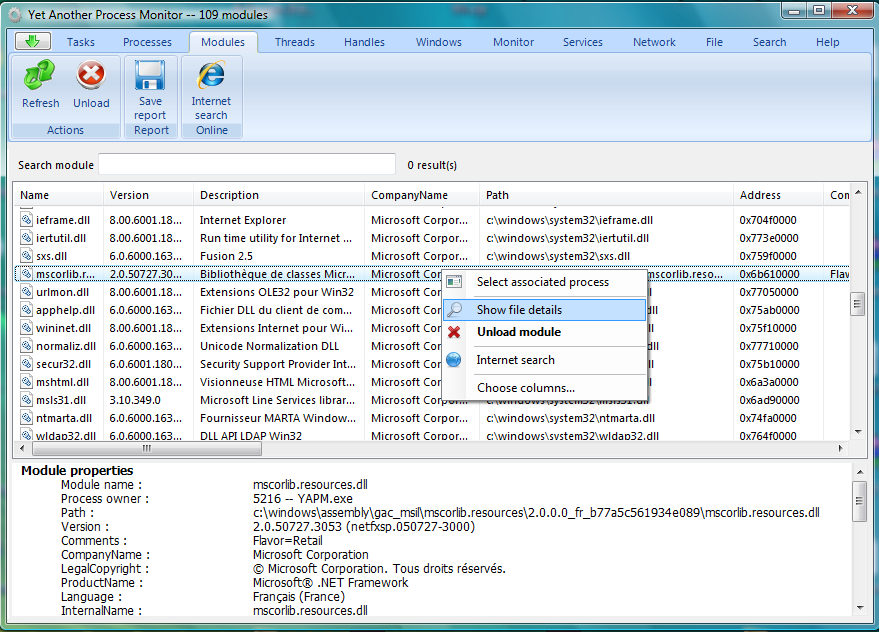 Yet Another Process Monitor -- 109 modules
Tasks Processes Modules Threads Handles Windows Monitor Services Network File Search Help
Refresh Unload Save report Internet search
Actions Report Online
Search module 0 result(s)
Name Version Description CompanyName Path Address Con
ieframe.dll 8.00.6001.18... Internet Explorer Microsoft Corpor... c:\windows\system32\ieframe.dll 0x704f0000
iertutil.dll 8.00.6001.18... Run time utility for Internet ... Microsoft Corpor... c:\windows\system32\iertutil.dll 0x773e0000
sxs.dll 6.0.6000.163... Fusion 2.5 Microsoft Corpor... c:\windows\system32\sxs.dll 0x759f0000
mscorlib.r... 2.0.50727.30... Bibliothèque de classes Micr... Microsoft Cor mscorlib.reso... 0x6b610000 Flav
urlmon.dll 8.00.6001.18... Extensions OLE32 pour Win32 Microsoft Cor 0x77050000
apphelp.dll 6.0.6000.163... Fichier DLL du client de com... Microsoft Cor ll 0x75ab0000
wininet.dll 8.00.6001.18... Extensions Internet pour Wi... Microsoft Cor 0x75f10000
normaliz.dll 6.0.6000.163... Unicode Normalization DLL Microsoft Cor ll 0x77710000
secur32.dll 6.0.6001.180... Security Support Provider Int... Microsoft Cor 0x75b10000
mshtml.dll 8.00.6001.18... Visionneuse HTML Microsoft... Microsoft Cor 0x6a3a0000
msls31.dll 3.10.349.0 Microsoft Line Services librar... Microsoft Cor 0x6ad90000
ntmarta.dll 6.0.6000.163... Fournisseur MARTA Window... Microsoft Corpor... c:\windows\system32\ntmarta.dll 0x74fa0000
wldap32.dll 6.0.6000.163... DLL API LDAP Win32 Microsoft Corpor... c:\windows\system32\wldap32.dll 0x764f0000
Select associated process
Show file details
Unload module
Internet search
Choose columns...
Module properties
Module name : mscorlib.resources.dll
Process owner : 5216 -- YAPM.exe
Path : c:\windows\assembly\gac_msil\mscorlib.resources\2.0.0.0_fr_b77a5c561934e089\mscorlib.resources.dll
Version : 2.0.50727.3053 (netfxsp.050727-3000)
Comments : Flavor=Retail
CompanyName : Microsoft Corporation
LegalCopyright : © Microsoft Corporation. Tous droits réservés.
ProductName : Microsoft® .NET Framework
Language : Français (France)
InternalName : mscorlib.resources.dll